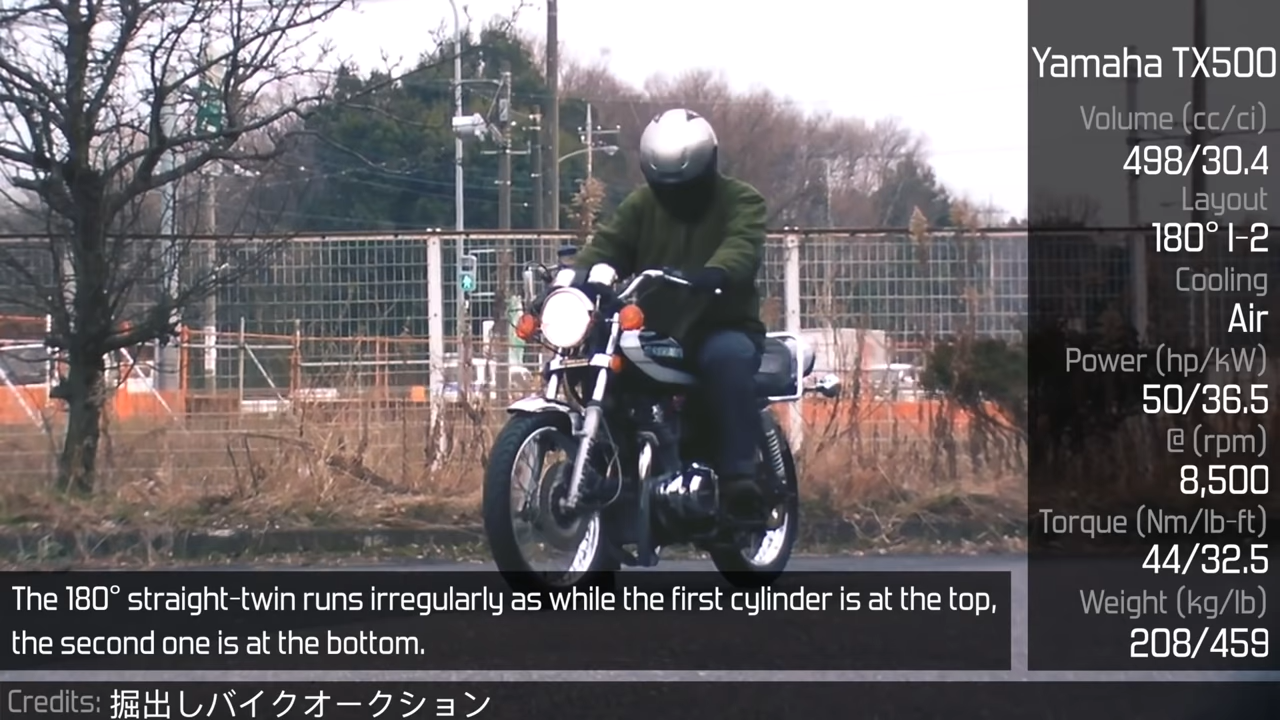 Yamaha TX500
Volume (cc/ci)
498/30.4
Layout
180° I-2
Cooling
Air
Power (hp/kW)
50/36.5
@ (rpm)
8,500
Torque (Nm/lb-ft)
44/32.5
Weight (kg/lb)
208/459
The 180° straight-twin runs irregularly as while the first cylinder is at the top,
the second one is at the bottom.
Credits: 掘出しバイクオークション